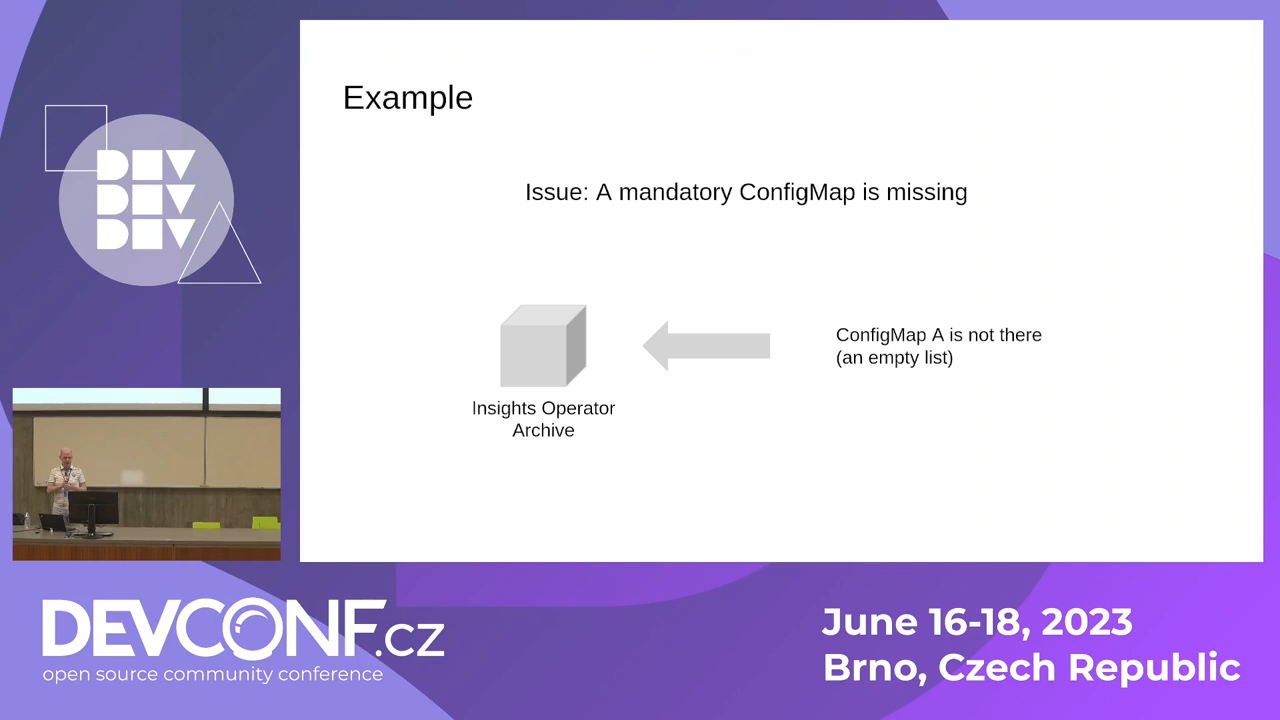 Example
Issue: A mandatory ConfigMap is missing
ConfigMap A is not there
(an empty list)
Insights Operator
Archive
DEV
DEV
DEV
DEVCONF.CZ
open source community conference
June 16-18, 2023
Brno, Czech Republic